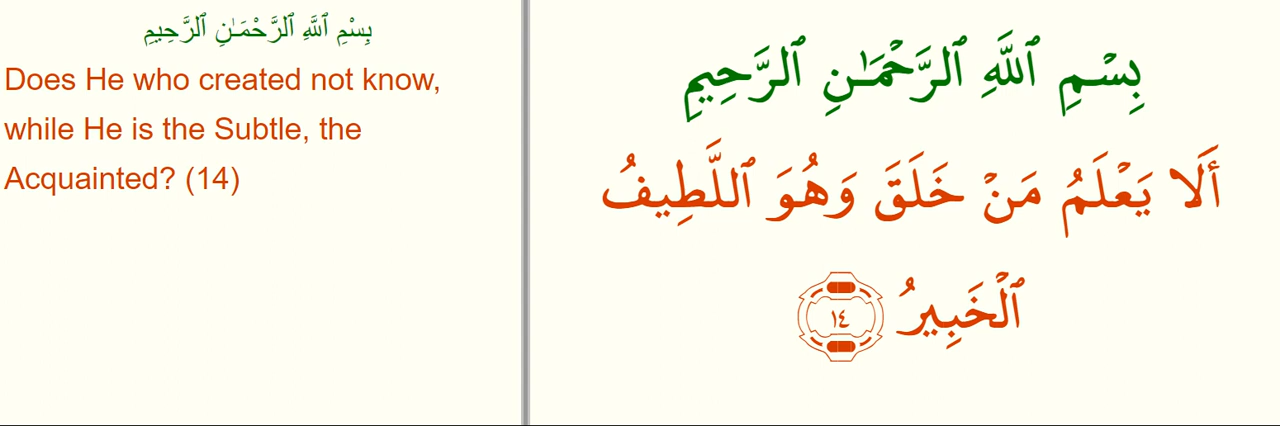 بِسْمِ ٱللَّهِ ٱلرَّحْمَـٰنِ ٱلرَّحِيمِ
Does He who created not know,
while He is the Subtle, the
Acquainted? (14)
بِسْمِ ٱللَّهِ ٱلرَّحْمَـٰنِ ٱلرَّحِيمِ
أَلَا يَعْلَمُ مَنْ خَلَقَ وَهُوَ ٱللَّطِيفُ
ٱلْخَبِيرُ ١٤